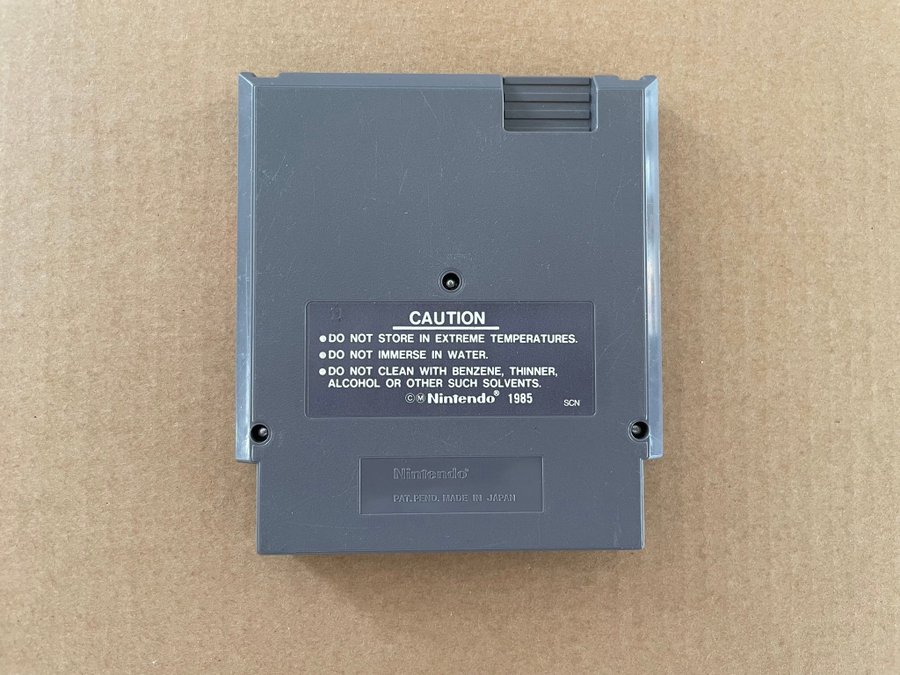 CAUTION
●DO NOT STORE IN EXTREME TEMPERATURES.
●DO NOT IMMERSE IN WATER.
●DO NOT CLEAN WITH BENZENE, THINNER,
ALCOHOL OR OTHER SUCH SOLVENTS.
ⒸⓂNintendo® 1985 SCN
Nintendo®
PAT.PEND. MADE IN JAPAN